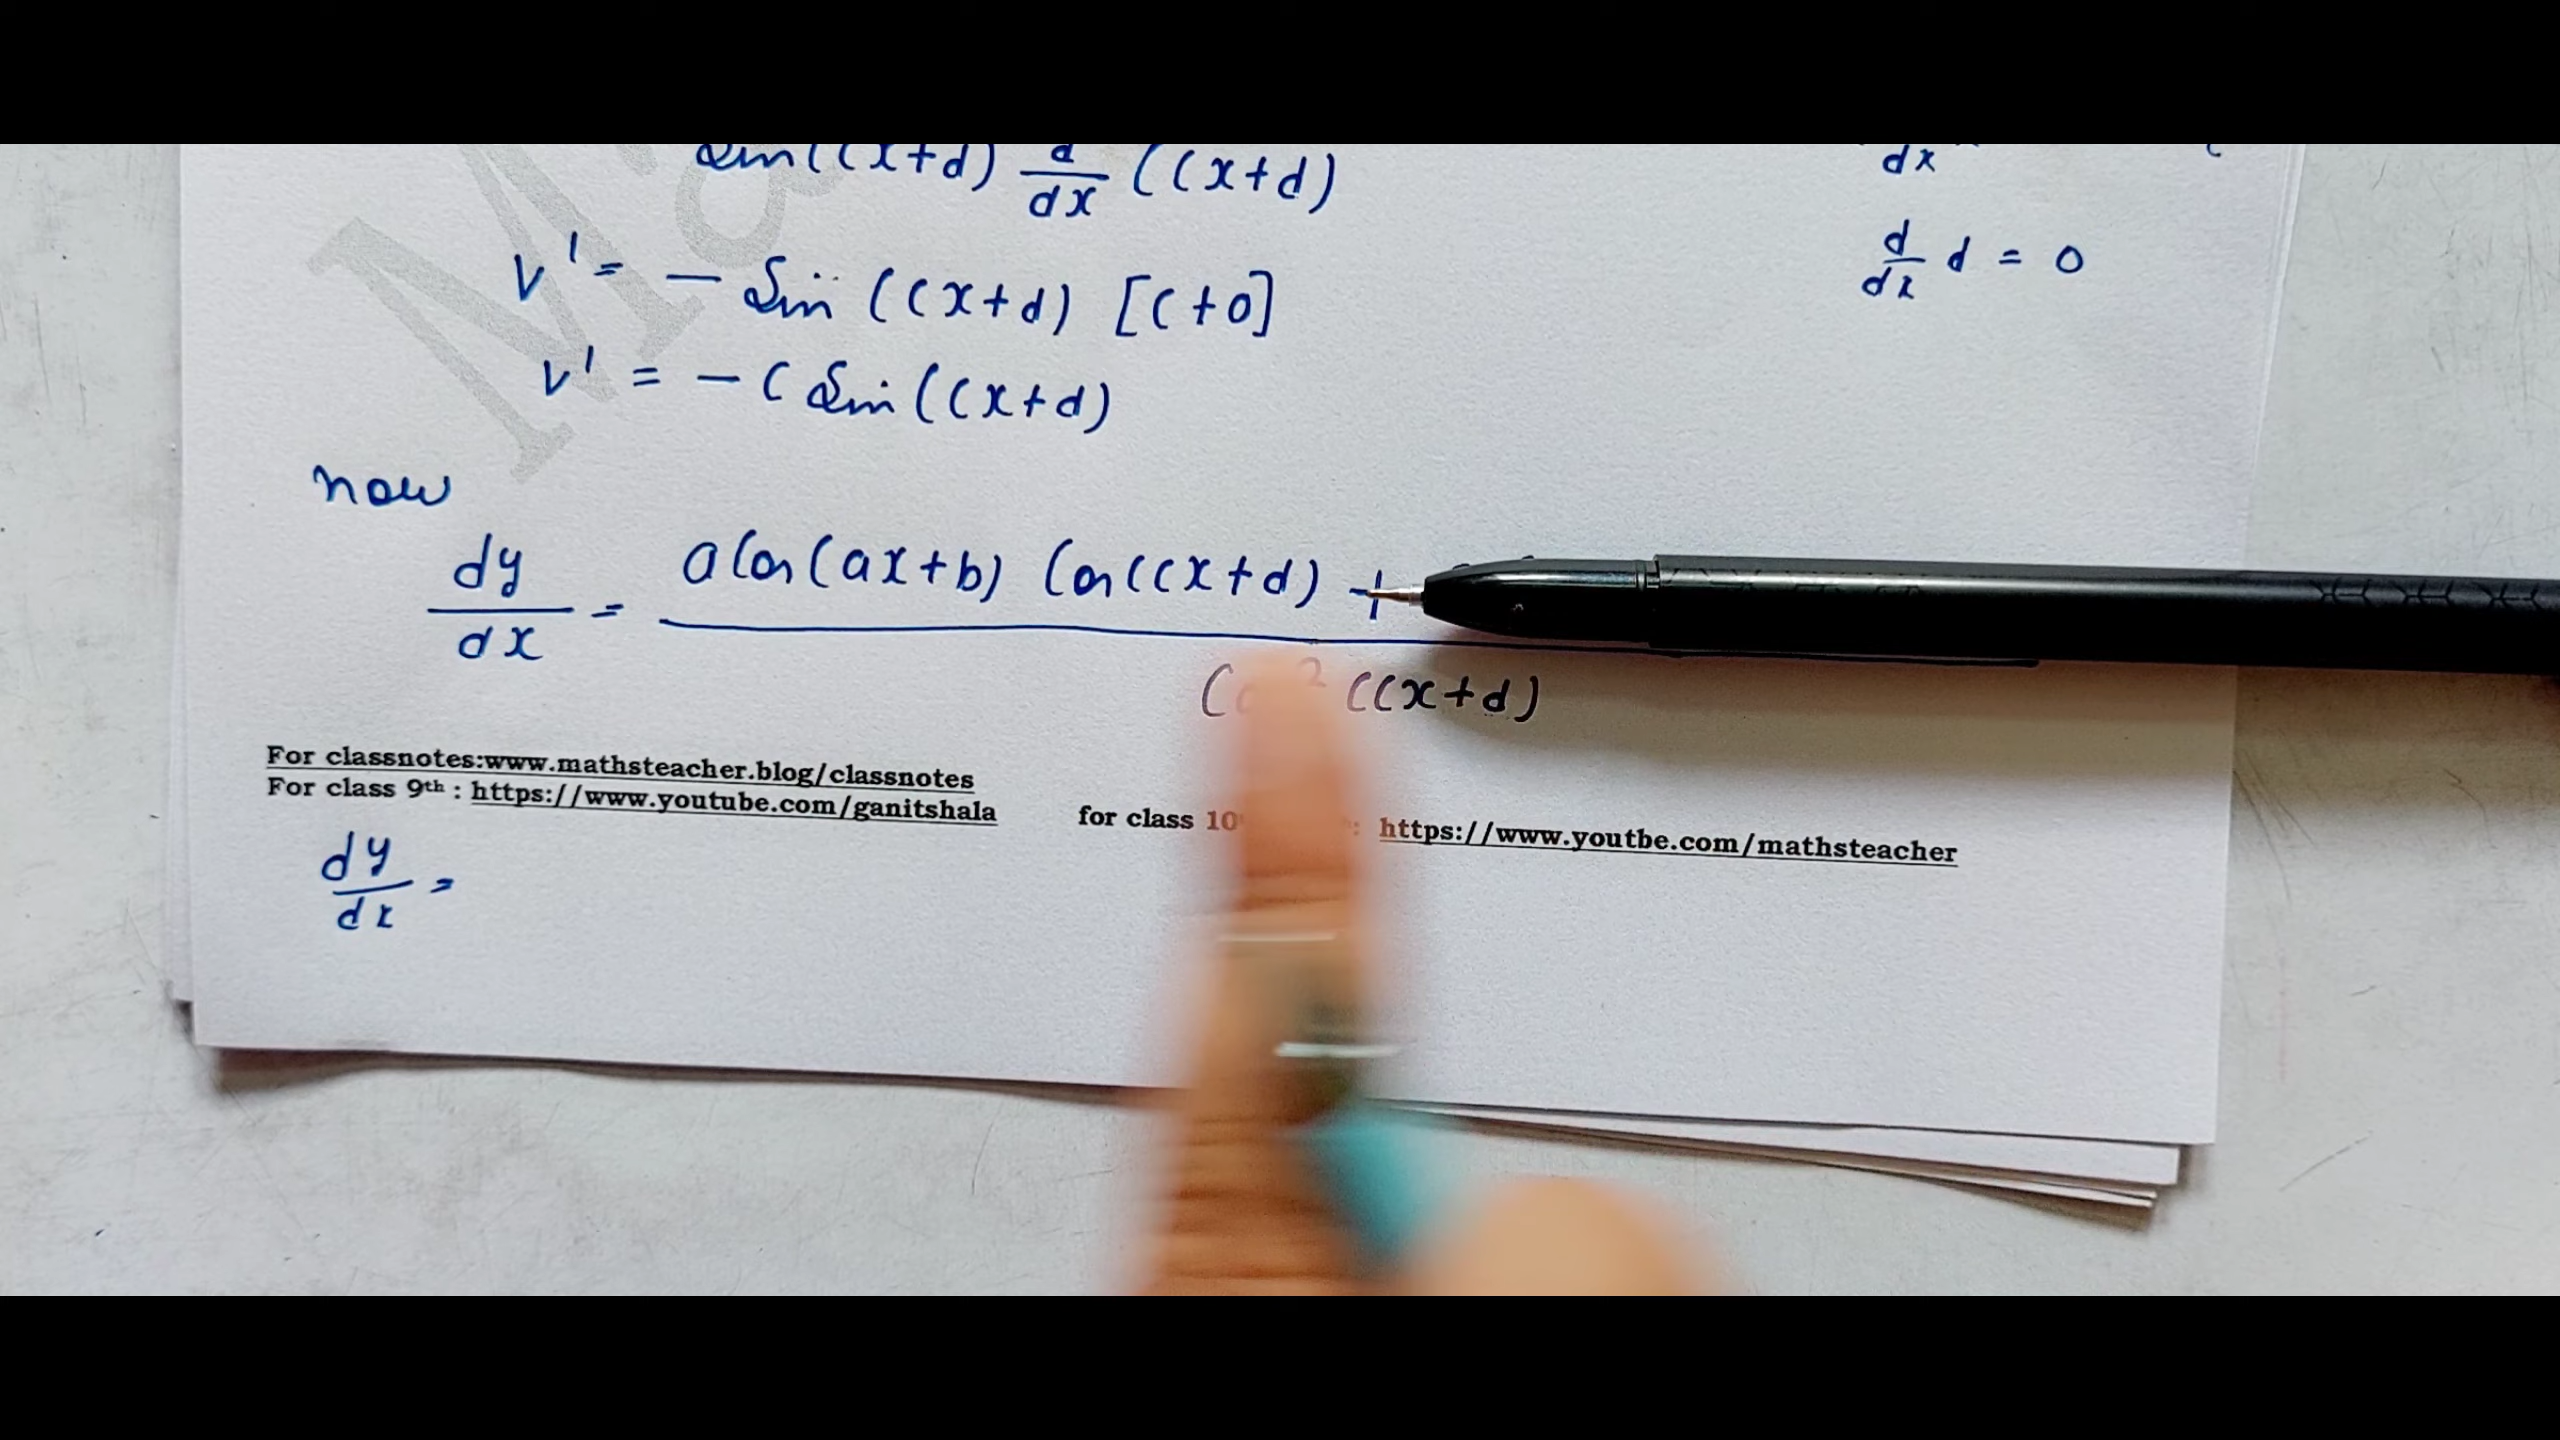 Sin(cx+d) d/dx (cx+d)
dx
v' = - Sin (cx+d) [c+0]
d/dx d = 0
v' = - c Sin (cx+d)
now
dy/dx = a Cos(ax+b) Cos(cx+d) +
2 (cx+d)
For classnotes:www.mathsteacher.blog/classnotes
For class 9th : https://www.youtube.com/ganitshala
for class 10 : https://www.youtbe.com/mathsteacher
dy/dx =